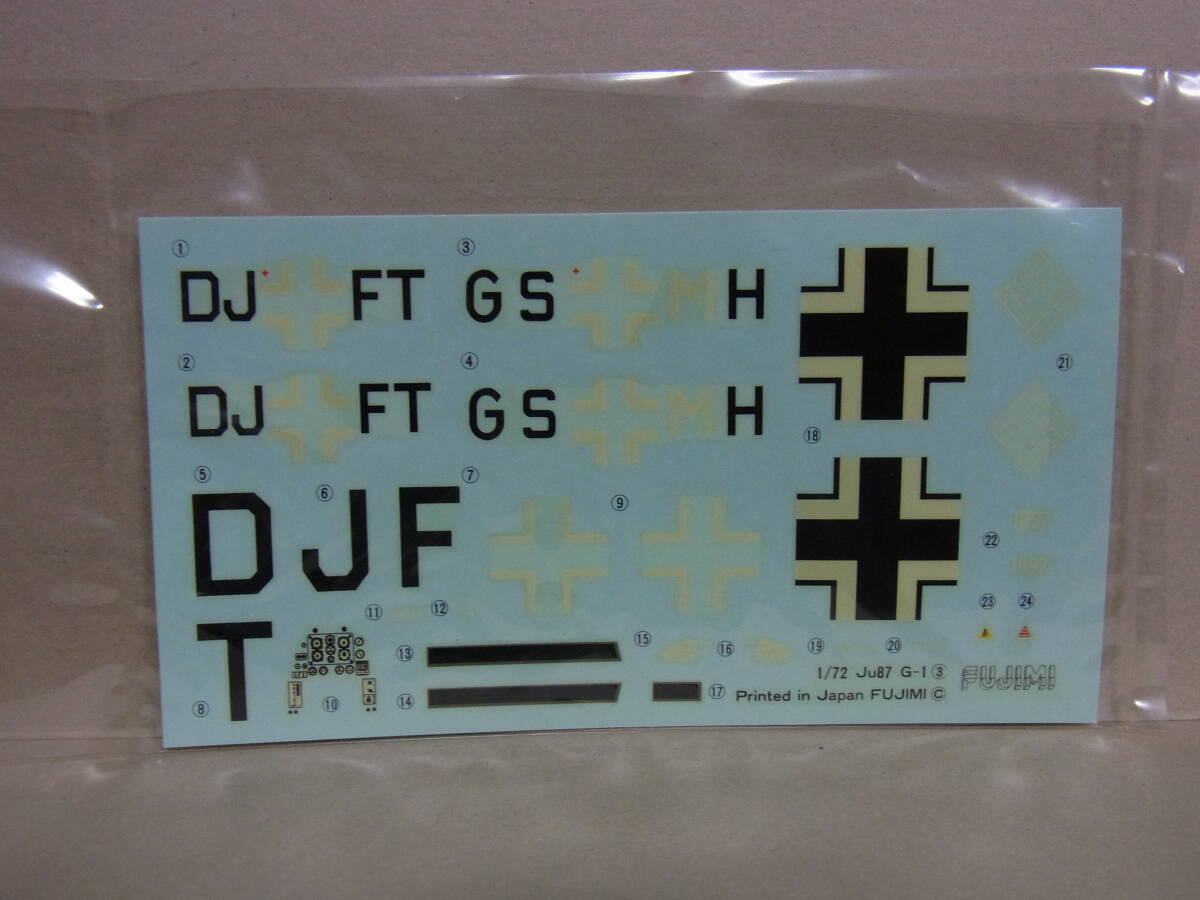 ① ③
DJ FT GS M H
② ④ ㉑
DJ FT GS M H
⑱
⑤ ⑥ ⑦ ⑨
D J F
㉒
⑪ ⑫ ㉓ ㉔
T
⑬ ⑮ ⑯ ⑲ ⑳
1/72 Ju87 G-1 ③ FUJIMI
⑧ ⑩ ⑭ ⑰ Printed in Japan FUJIMI ©